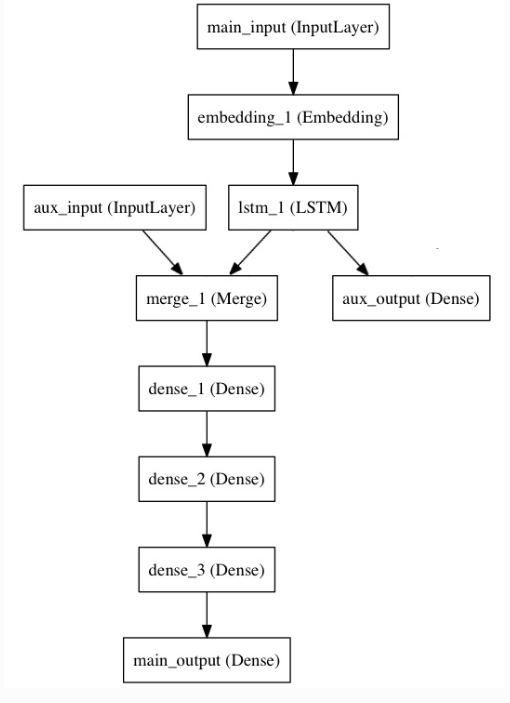 main_input (InputLayer)
embedding_1 (Embedding)
aux_input (InputLayer)
lstm_1 (LSTM)
merge_1 (Merge)
aux_output (Dense)
dense_1 (Dense)
dense_2 (Dense)
dense_3 (Dense)
main_output (Dense)